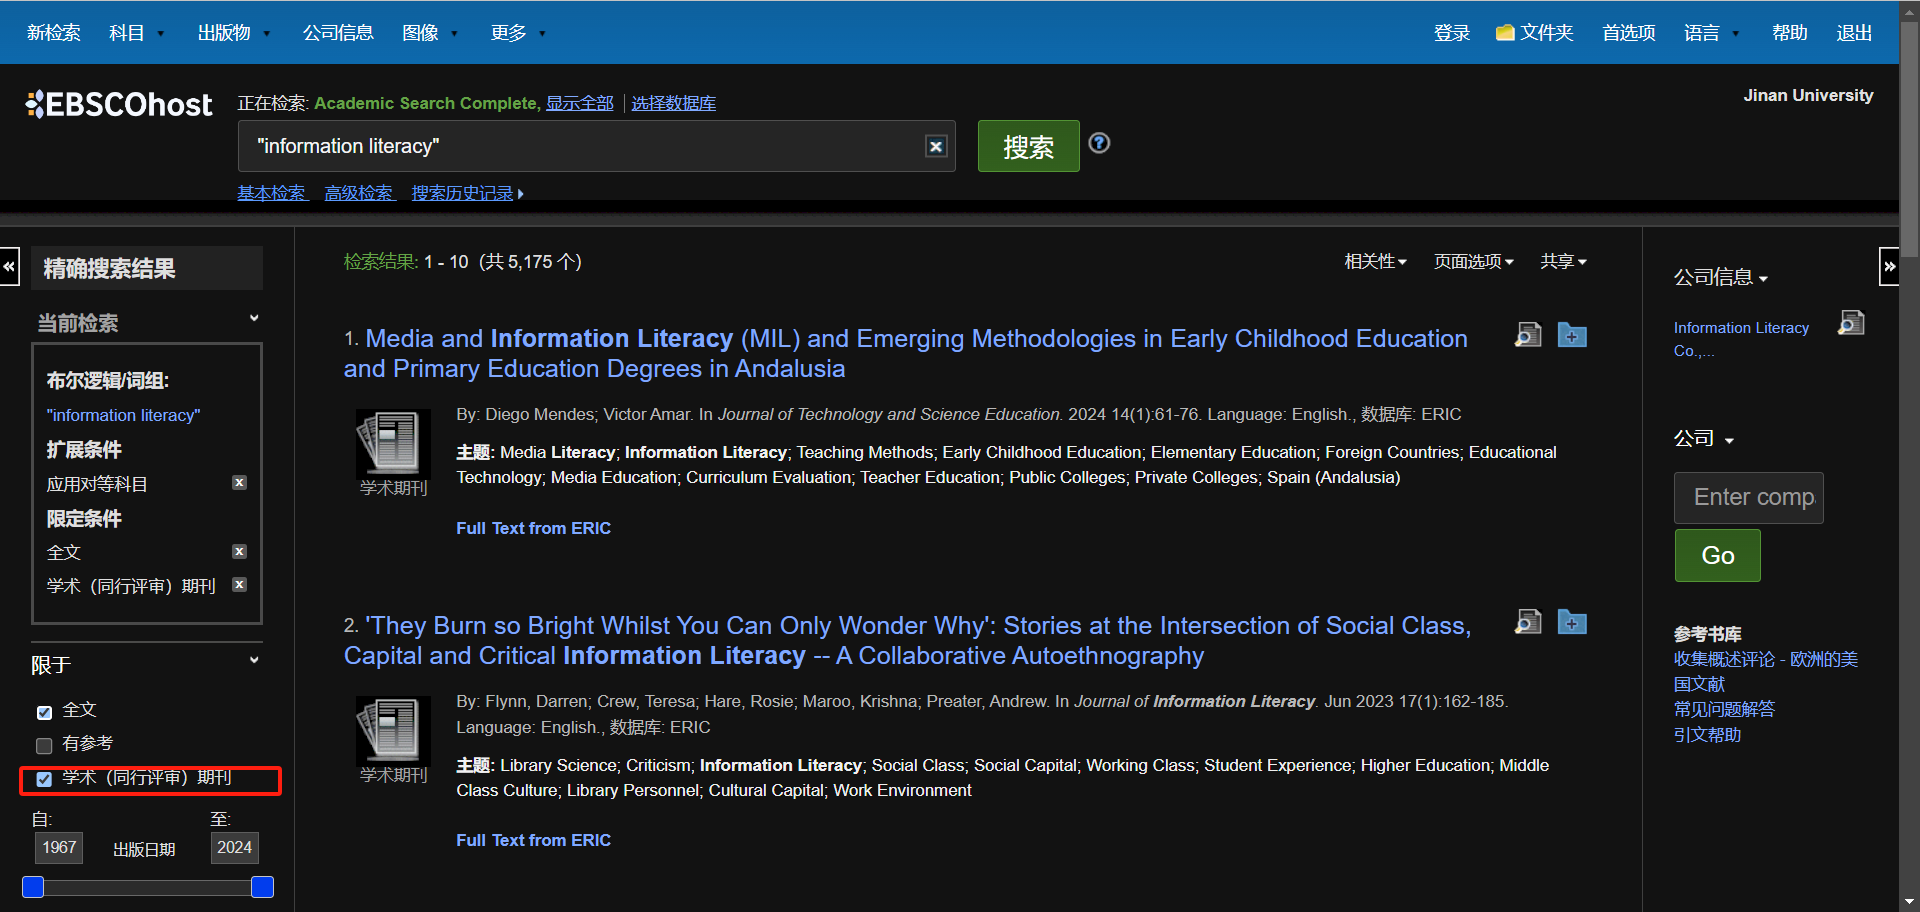 新检索 科目 出版物 公司信息 图像 更多 登录 文件夹 首选项 语言 帮助 退出
EBSCOhost
正在检索: Academic Search Complete, 显示全部 选择数据库
Jinan University
"information literacy"
搜索
基本检索 高级检索 搜索历史记录
精确搜索结果
当前检索
布尔逻辑/词组:
"information literacy"
扩展条件
应用对等科目
限定条件
全文
学术（同行评审）期刊
限于
全文
有参考
学术（同行评审）期刊
自: 至:
1967 出版日期 2024
检索结果: 1 - 10 (共 5,175 个)
相关性 页面选项 共享
1. Media and Information Literacy (MIL) and Emerging Methodologies in Early Childhood Education
and Primary Education Degrees in Andalusia
学术期刊
By: Diego Mendes; Victor Amar. In Journal of Technology and Science Education. 2024 14(1):61-76. Language: English., 数据库: ERIC
主题: Media Literacy; Information Literacy; Teaching Methods; Early Childhood Education; Elementary Education; Foreign Countries; Educational
Technology; Media Education; Curriculum Evaluation; Teacher Education; Public Colleges; Private Colleges; Spain (Andalusia)
Full Text from ERIC
2. 'They Burn so Bright Whilst You Can Only Wonder Why': Stories at the Intersection of Social Class,
Capital and Critical Information Literacy -- A Collaborative Autoethnography
学术期刊
By: Flynn, Darren; Crew, Teresa; Hare, Rosie; Maroo, Krishna; Preater, Andrew. In Journal of Information Literacy. Jun 2023 17(1):162-185.
Language: English., 数据库: ERIC
主题: Library Science; Criticism; Information Literacy; Social Class; Social Capital; Working Class; Student Experience; Higher Education; Middle
Class Culture; Library Personnel; Cultural Capital; Work Environment
Full Text from ERIC
公司信息
Information Literacy
Co.,...
公司
Enter comp
Go
参考书库
收集概述评论 - 欧洲的美
国文献
常见问题解答
引文帮助